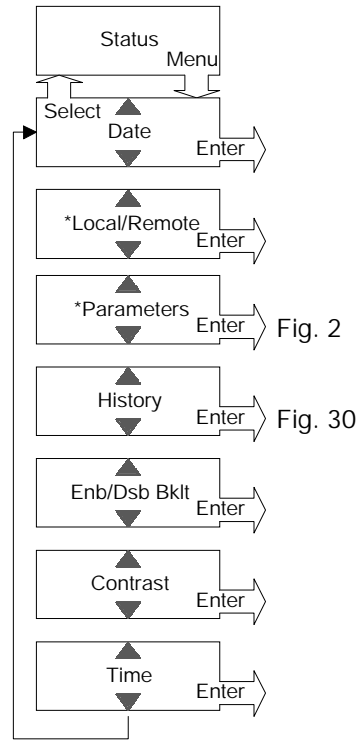 Status
Menu
Select
Date
Enter
*Local/Remote
Enter
*Parameters
Enter
Fig. 2
History
Enter
Fig. 30
Enb/Dsb Bklt
Enter
Contrast
Enter
Time
Enter